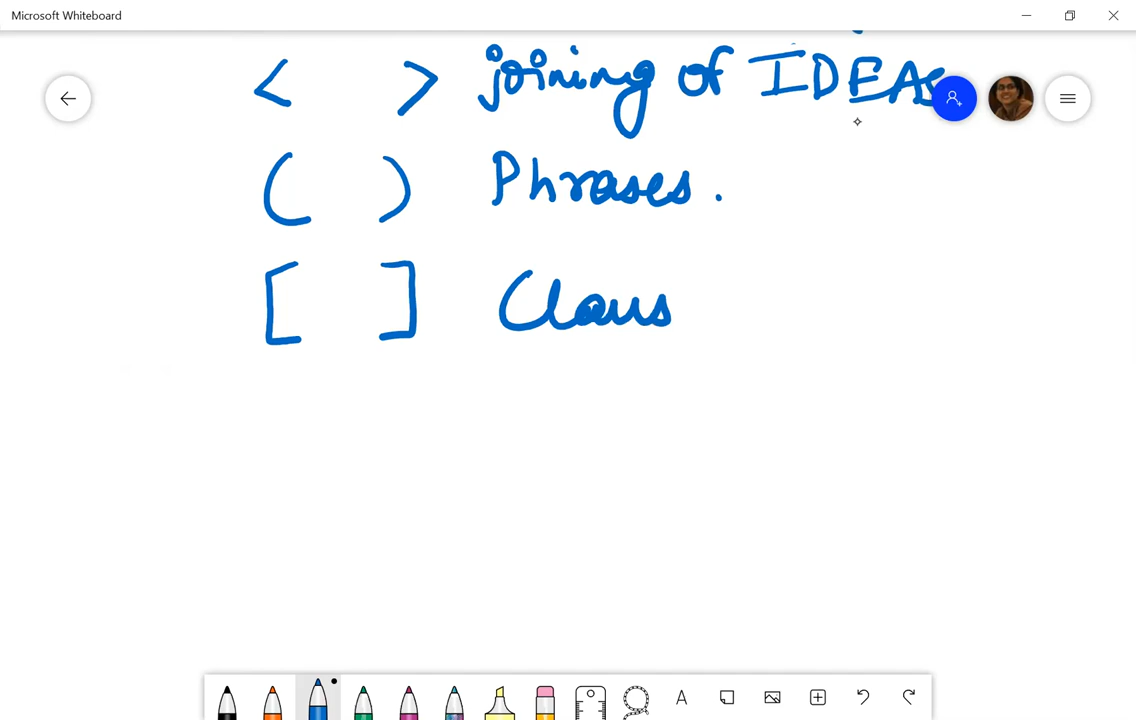 Microsoft Whiteboard
< > joining of IDEAS
( ) Phrases.
[ ] Claus
A